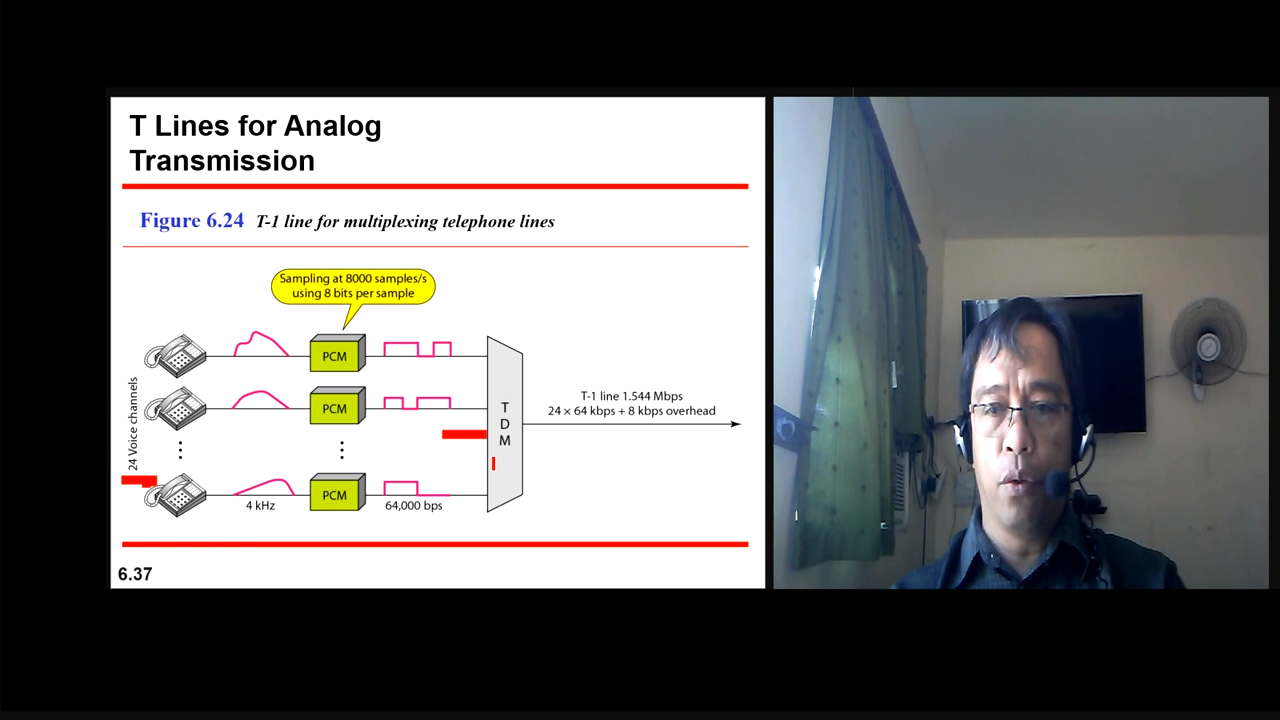 T Lines for Analog
Transmission
Figure 6.24 T-1 line for multiplexing telephone lines
Sampling at 8000 samples/s
using 8 bits per sample
PCM
PCM
PCM
24 Voice channels
4 kHz
64,000 bps
T
D
M
T-1 line 1.544 Mbps
24 × 64 kbps + 8 kbps overhead
6.37